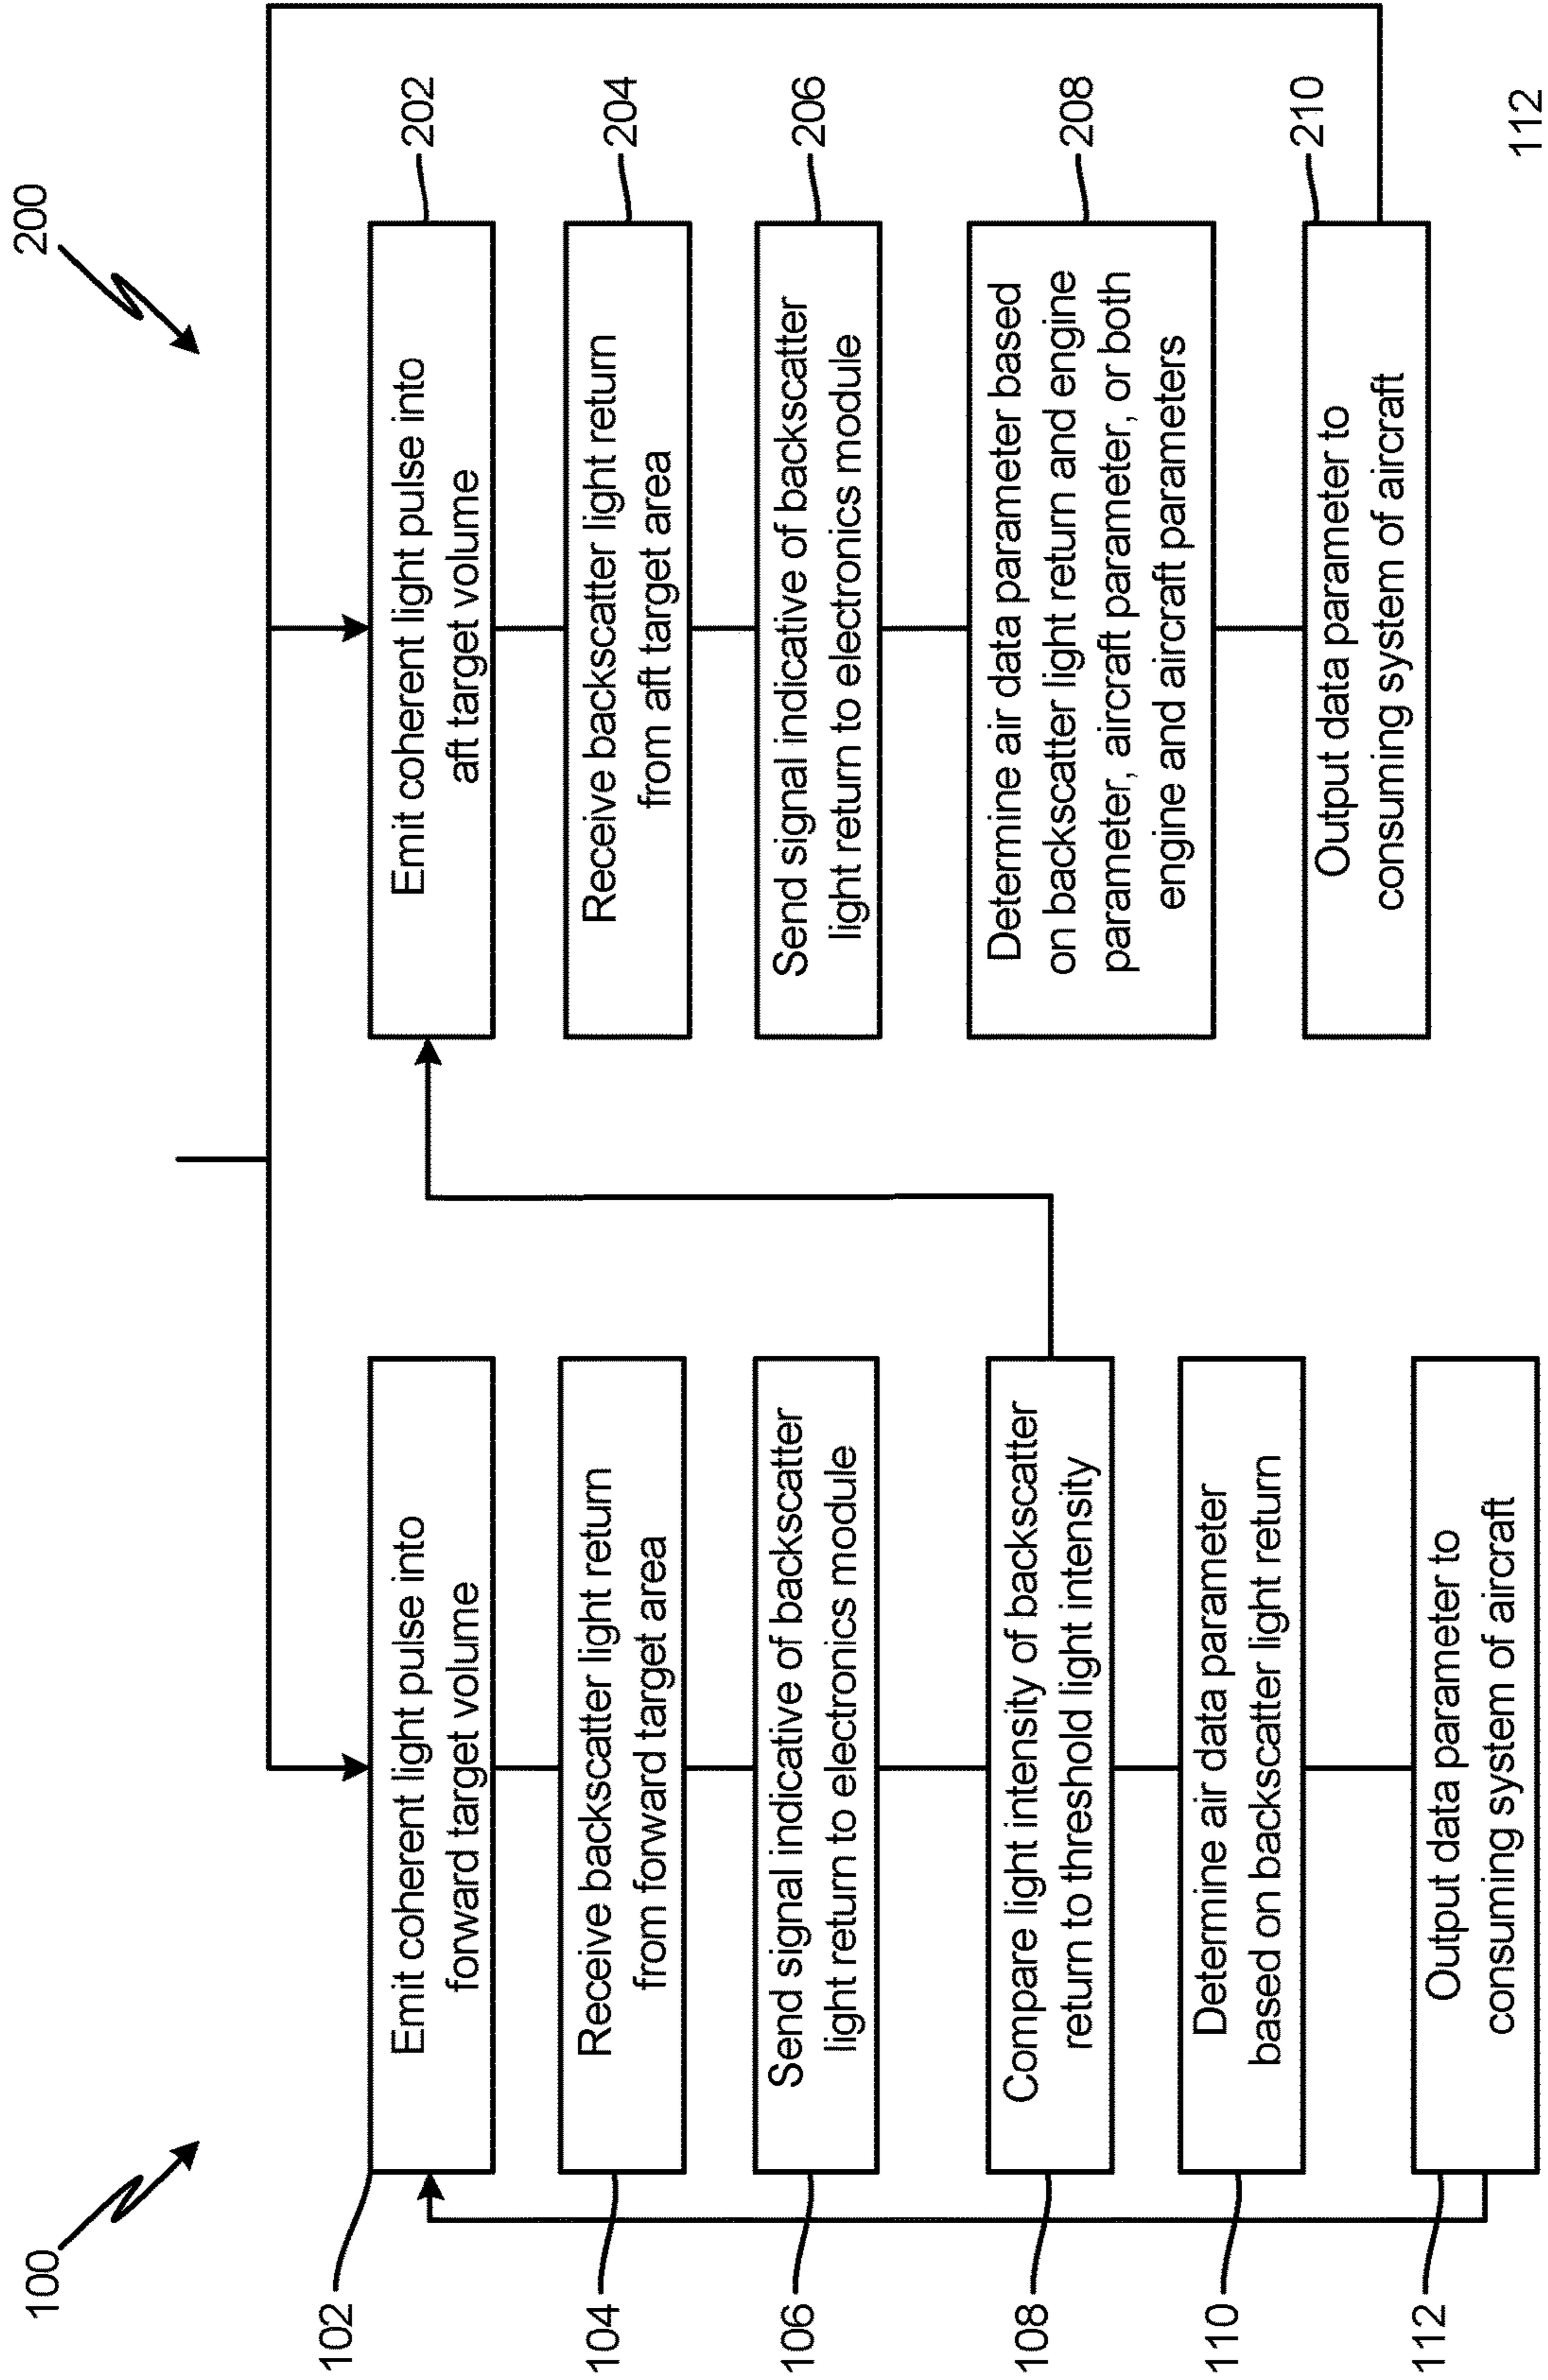 100
102
Emit coherent light pulse into
forward target volume
104
Receive backscatter light return
from forward target area
106
Send signal indicative of backscatter
light return to electronics module
108
Compare light intensity of backscatter
return to threshold light intensity
110
Determine air data parameter
based on backscatter light return
112
Output data parameter to
consuming system of aircraft
200
Emit coherent light pulse into
aft target volume
202
Receive backscatter light return
from aft target area
204
Send signal indicative of backscatter
light return to electronics module
206
Determine air data parameter based
on backscatter light return and engine
parameter, aircraft parameter, or both
engine and aircraft parameters
208
Output data parameter to
consuming system of aircraft
210
112